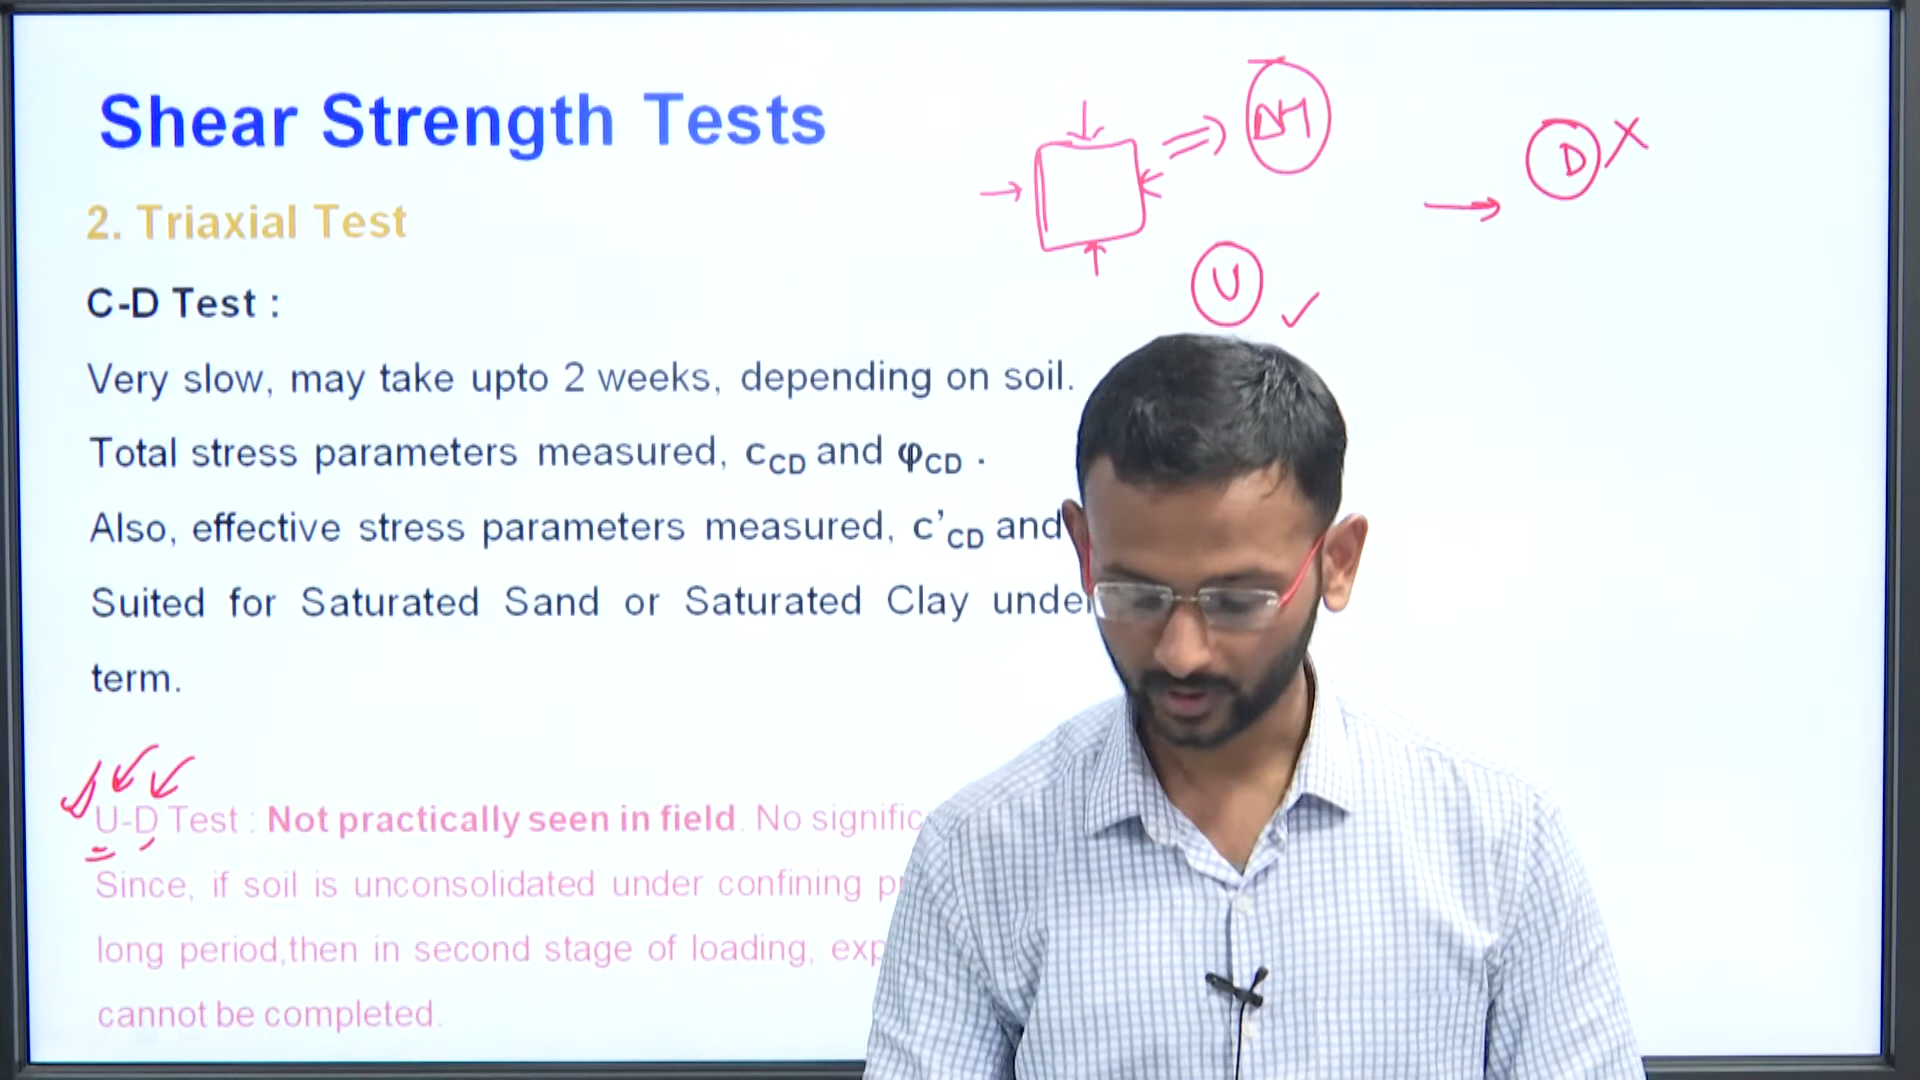 Shear Strength Tests
2. Triaxial Test
C-D Test :
Very slow, may take upto 2 weeks, depending on soil.
Total stress parameters measured, cCD and φCD .
Also, effective stress parameters measured, c’CD and
Suited for Saturated Sand or Saturated Clay under
term.
U-D Test : Not practically seen in field. No
Since, if soil is unconsolidated under confining
long period,then in second stage of loading,
cannot be completed.
D
U